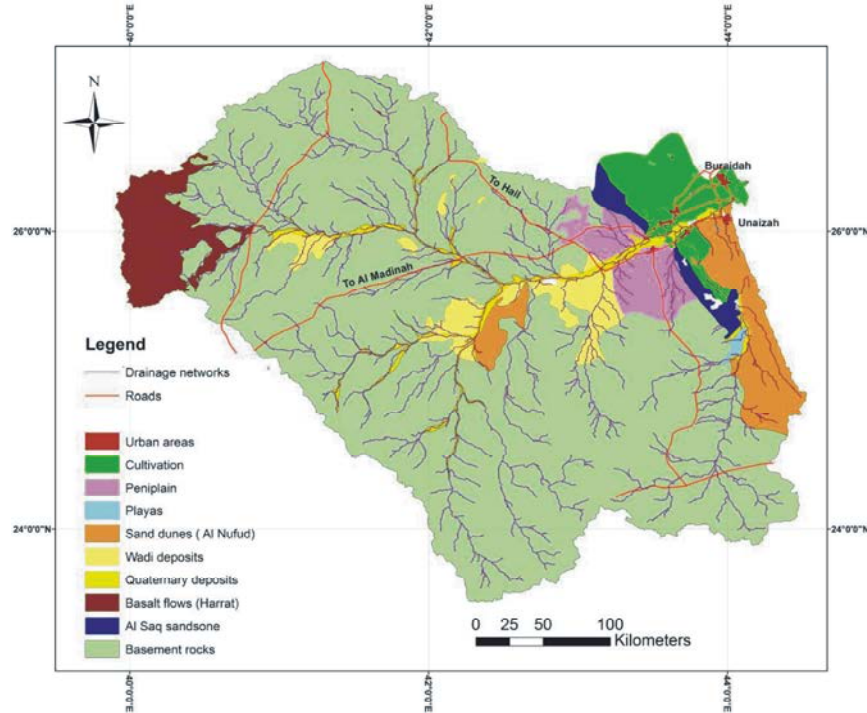 40°0'0"E
42°0'0"E
44°0'0"E
N
Buraidah
To Hail
Unaizah
26°0'0"N
26°0'0"N
To Al Madinah
Legend
Drainage networks
Roads
Urban areas
Cultivation
Peniplain
Playas
Sand dunes ( Al Nufud)
Wadi deposits
Quaternary deposits
Basalt flows (Harrat)
Al Saq sandsone
Basement rocks
24°0'0"N
24°0'0"N
0 25 50 100
Kilometers
40°0'0"E
42°0'0"E
44°0'0"E